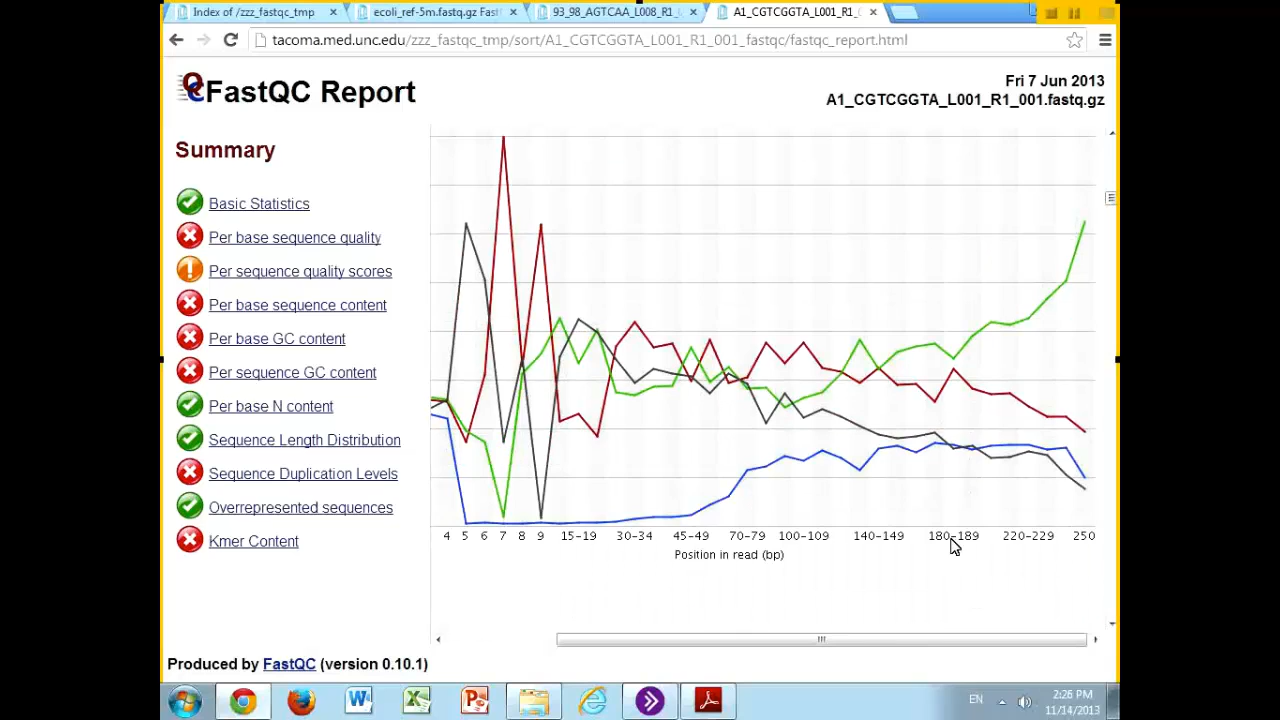 Index of /zzz_fastqc_tmp
ecoli_ref-5m.fastq.gz Fast
93_98_AGTCAA_L008_R1_
A1_CGTCGGTA_L001_R1_
tacoma.med.unc.edu/zzz_fastqc_tmp/sort/A1_CGTCGGTA_L001_R1_001_fastqc/fastqc_report.html
FastQC Report
Fri 7 Jun 2013
A1_CGTCGGTA_L001_R1_001.fastq.gz
Summary
Basic Statistics
Per base sequence quality
Per sequence quality scores
Per base sequence content
Per base GC content
Per sequence GC content
Per base N content
Sequence Length Distribution
Sequence Duplication Levels
Overrepresented sequences
Kmer Content
4 5 6 7 8 9 15-19 30-34 45-49 70-79 100-109 140-149 180-189 220-229 250
Position in read (bp)
Produced by FastQC (version 0.10.1)
EN
2:26 PM
11/14/2013